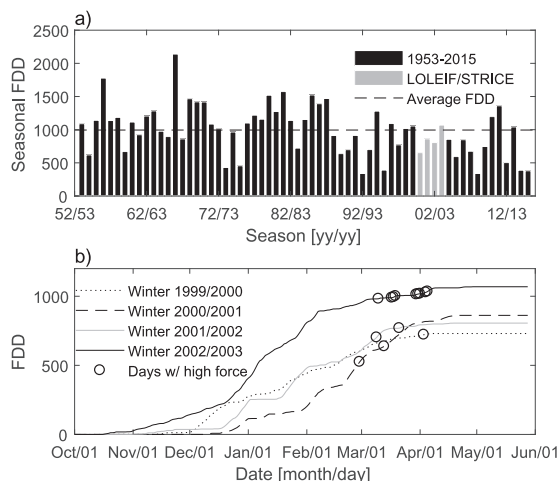 a)
2500
2000
1500
1000
500
0
Seasonal FDD
1953-2015
LOLEIF/STRICE
Average FDD
52/53 62/63 72/73 82/83 92/93 02/03 12/13
Season [yy/yy]
b)
1000
500
0
FDD
Winter 1999/2000
Winter 2000/2001
Winter 2001/2002
Winter 2002/2003
Days w/ high force
Oct/01 Nov/01 Dec/01 Jan/01 Feb/01 Mar/01 Apr/01 May/01 Jun/01
Date [month/day]